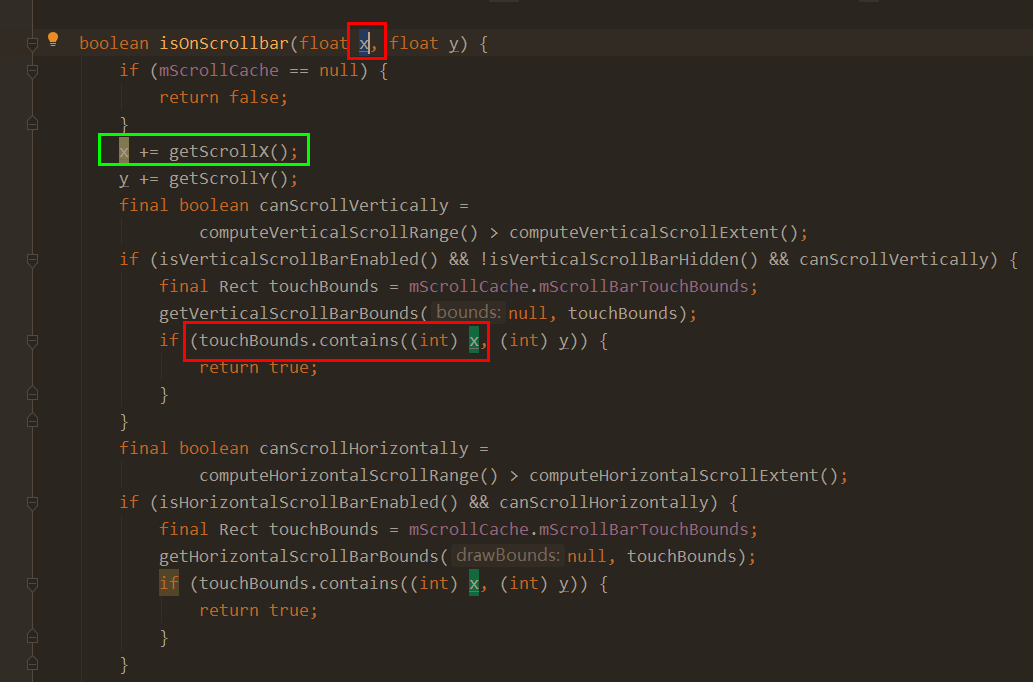 boolean isOnScrollbar(float x, float y) {
if (mScrollCache == null) {
return false;
}
x += getScrollX();
y += getScrollY();
final boolean canScrollVertically =
computeVerticalScrollRange() > computeVerticalScrollExtent();
if (isVerticalScrollBarEnabled() && !isVerticalScrollBarHidden() && canScrollVertically) {
final Rect touchBounds = mScrollCache.mScrollBarTouchBounds;
getVerticalScrollBarBounds( bounds: null, touchBounds);
if (touchBounds.contains((int) x, (int) y)) {
return true;
}
}
final boolean canScrollHorizontally =
computeHorizontalScrollRange() > computeHorizontalScrollExtent();
if (isHorizontalScrollBarEnabled() && canScrollHorizontally) {
final Rect touchBounds = mScrollCache.mScrollBarTouchBounds;
getHorizontalScrollBarBounds( drawBounds: null, touchBounds);
if (touchBounds.contains((int) x, (int) y)) {
return true;
}
}